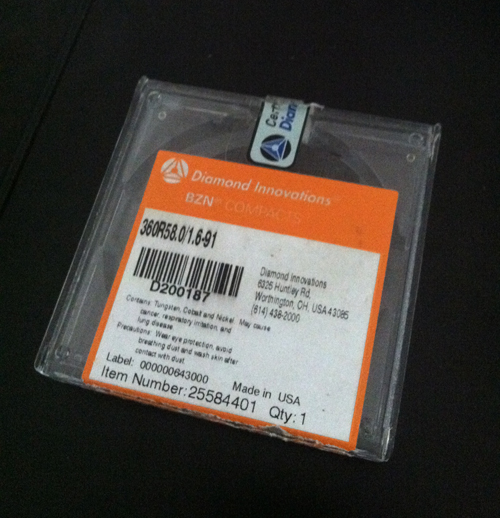 Diamond
Diamond Innovations™
BZN® COMPACTS
360R58.0/1.6-91
D200187
Diamond Innovations
6325 Huntley Rd.
Worthington, OH, USA 43085
(614) 438-2000
Contains: Tungsten, Cobalt and Nickel. May cause
cancer, respiratory irritation, and
lung disease.
Precautions: Wear eye protection, avoid
breathing dust and wash skin after
contact with dust.
Label: 000000643000
Made in USA
Item Number: 25584401 Qty: 1